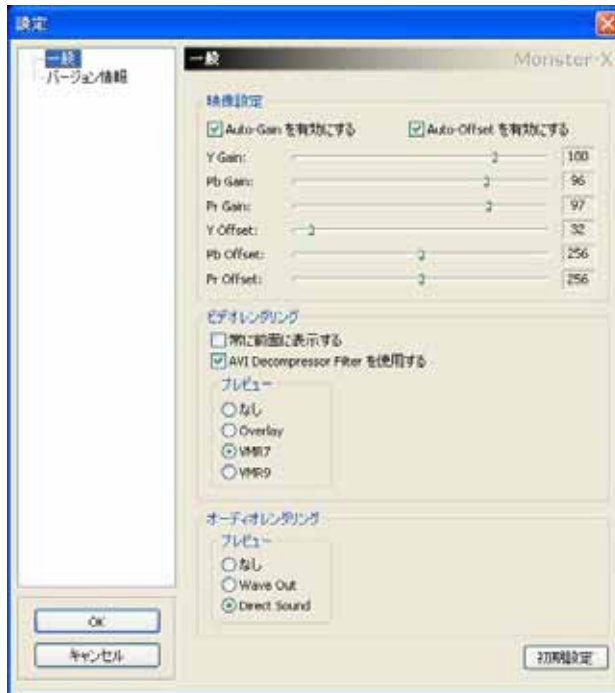 設定
一般
バージョン情報
一般
Monster-X
映像設定
Auto-Gain を有効にする
Auto-Offset を有効にする
Y Gain: 100
Pb Gain: 96
Pr Gain: 97
Y Offset: 32
Pb Offset: 256
Pr Offset: 256
ビデオレンダリング
常に前面に表示する
AVI Decompressor Filter を使用する
プレビュー
なし
Overlay
VMR7
VMR9
オーディオレンダリング
プレビュー
なし
Wave Out
Direct Sound
OK
キャンセル
初期設定